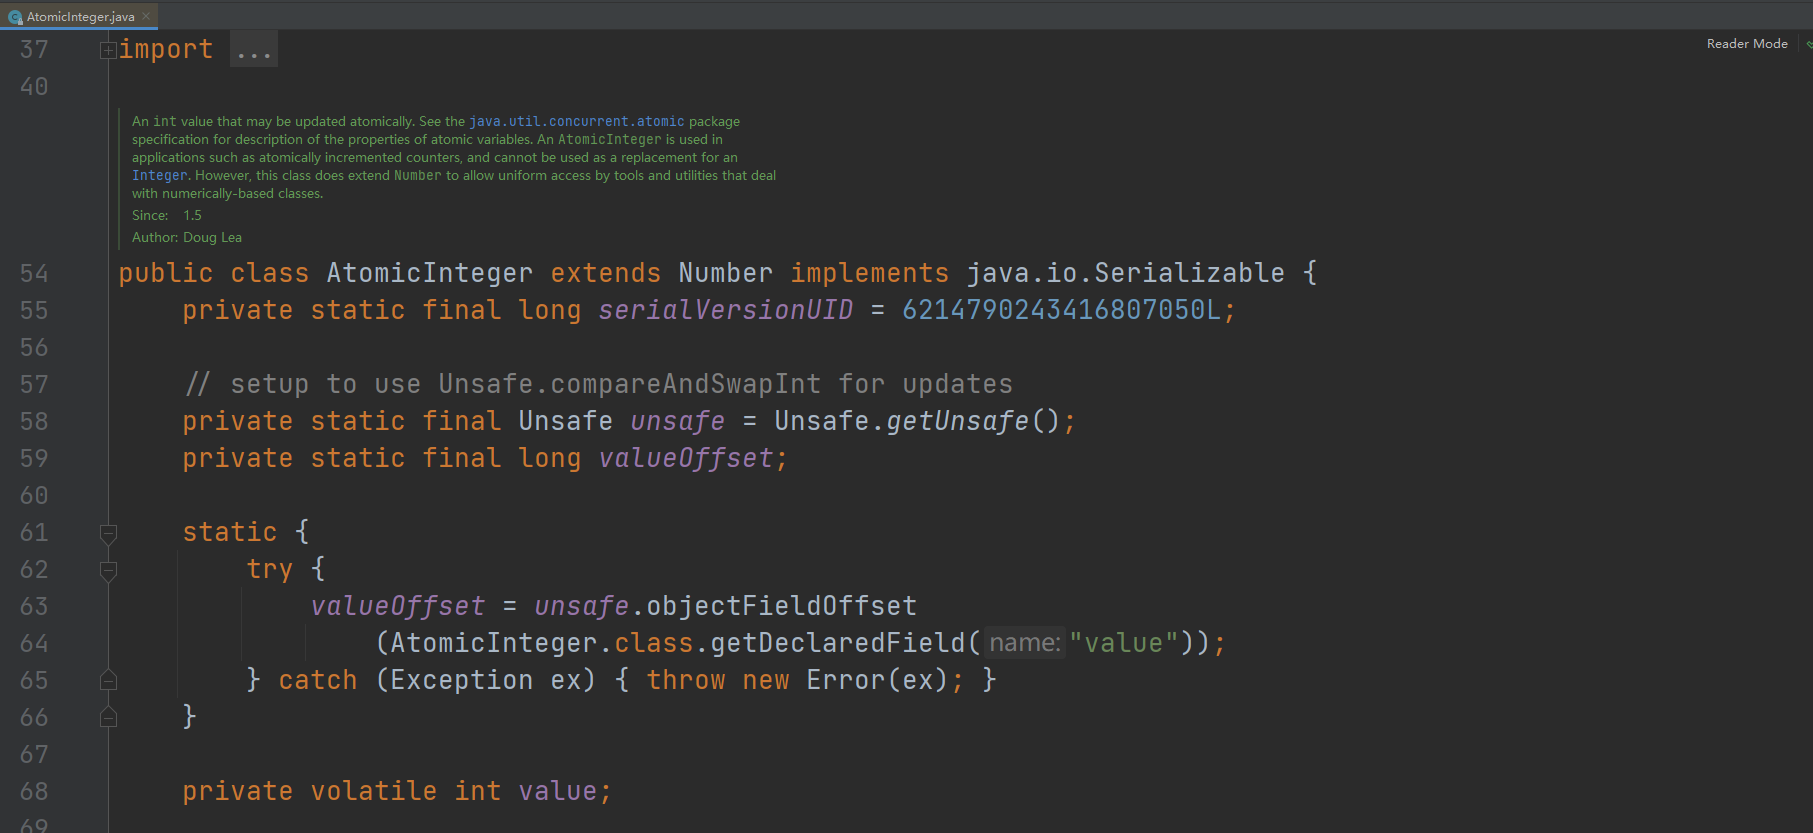 AtomicInteger.java
Reader Mode
37 import ...
40
An int value that may be updated atomically. See the java.util.concurrent.atomic package
specification for description of the properties of atomic variables. An AtomicInteger is used in
applications such as atomically incremented counters, and cannot be used as a replacement for an
Integer. However, this class does extend Number to allow uniform access by tools and utilities that deal
with numerically-based classes.
Since: 1.5
Author: Doug Lea
54 public class AtomicInteger extends Number implements java.io.Serializable {
55 private static final long serialVersionUID = 6214790243416807050L;
56
57 // setup to use Unsafe.compareAndSwapInt for updates
58 private static final Unsafe unsafe = Unsafe.getUnsafe();
59 private static final long valueOffset;
60
61 static {
62 try {
63 valueOffset = unsafe.objectFieldOffset
64 (AtomicInteger.class.getDeclaredField( name: "value"));
65 } catch (Exception ex) { throw new Error(ex); }
66 }
67
68 private volatile int value;
69